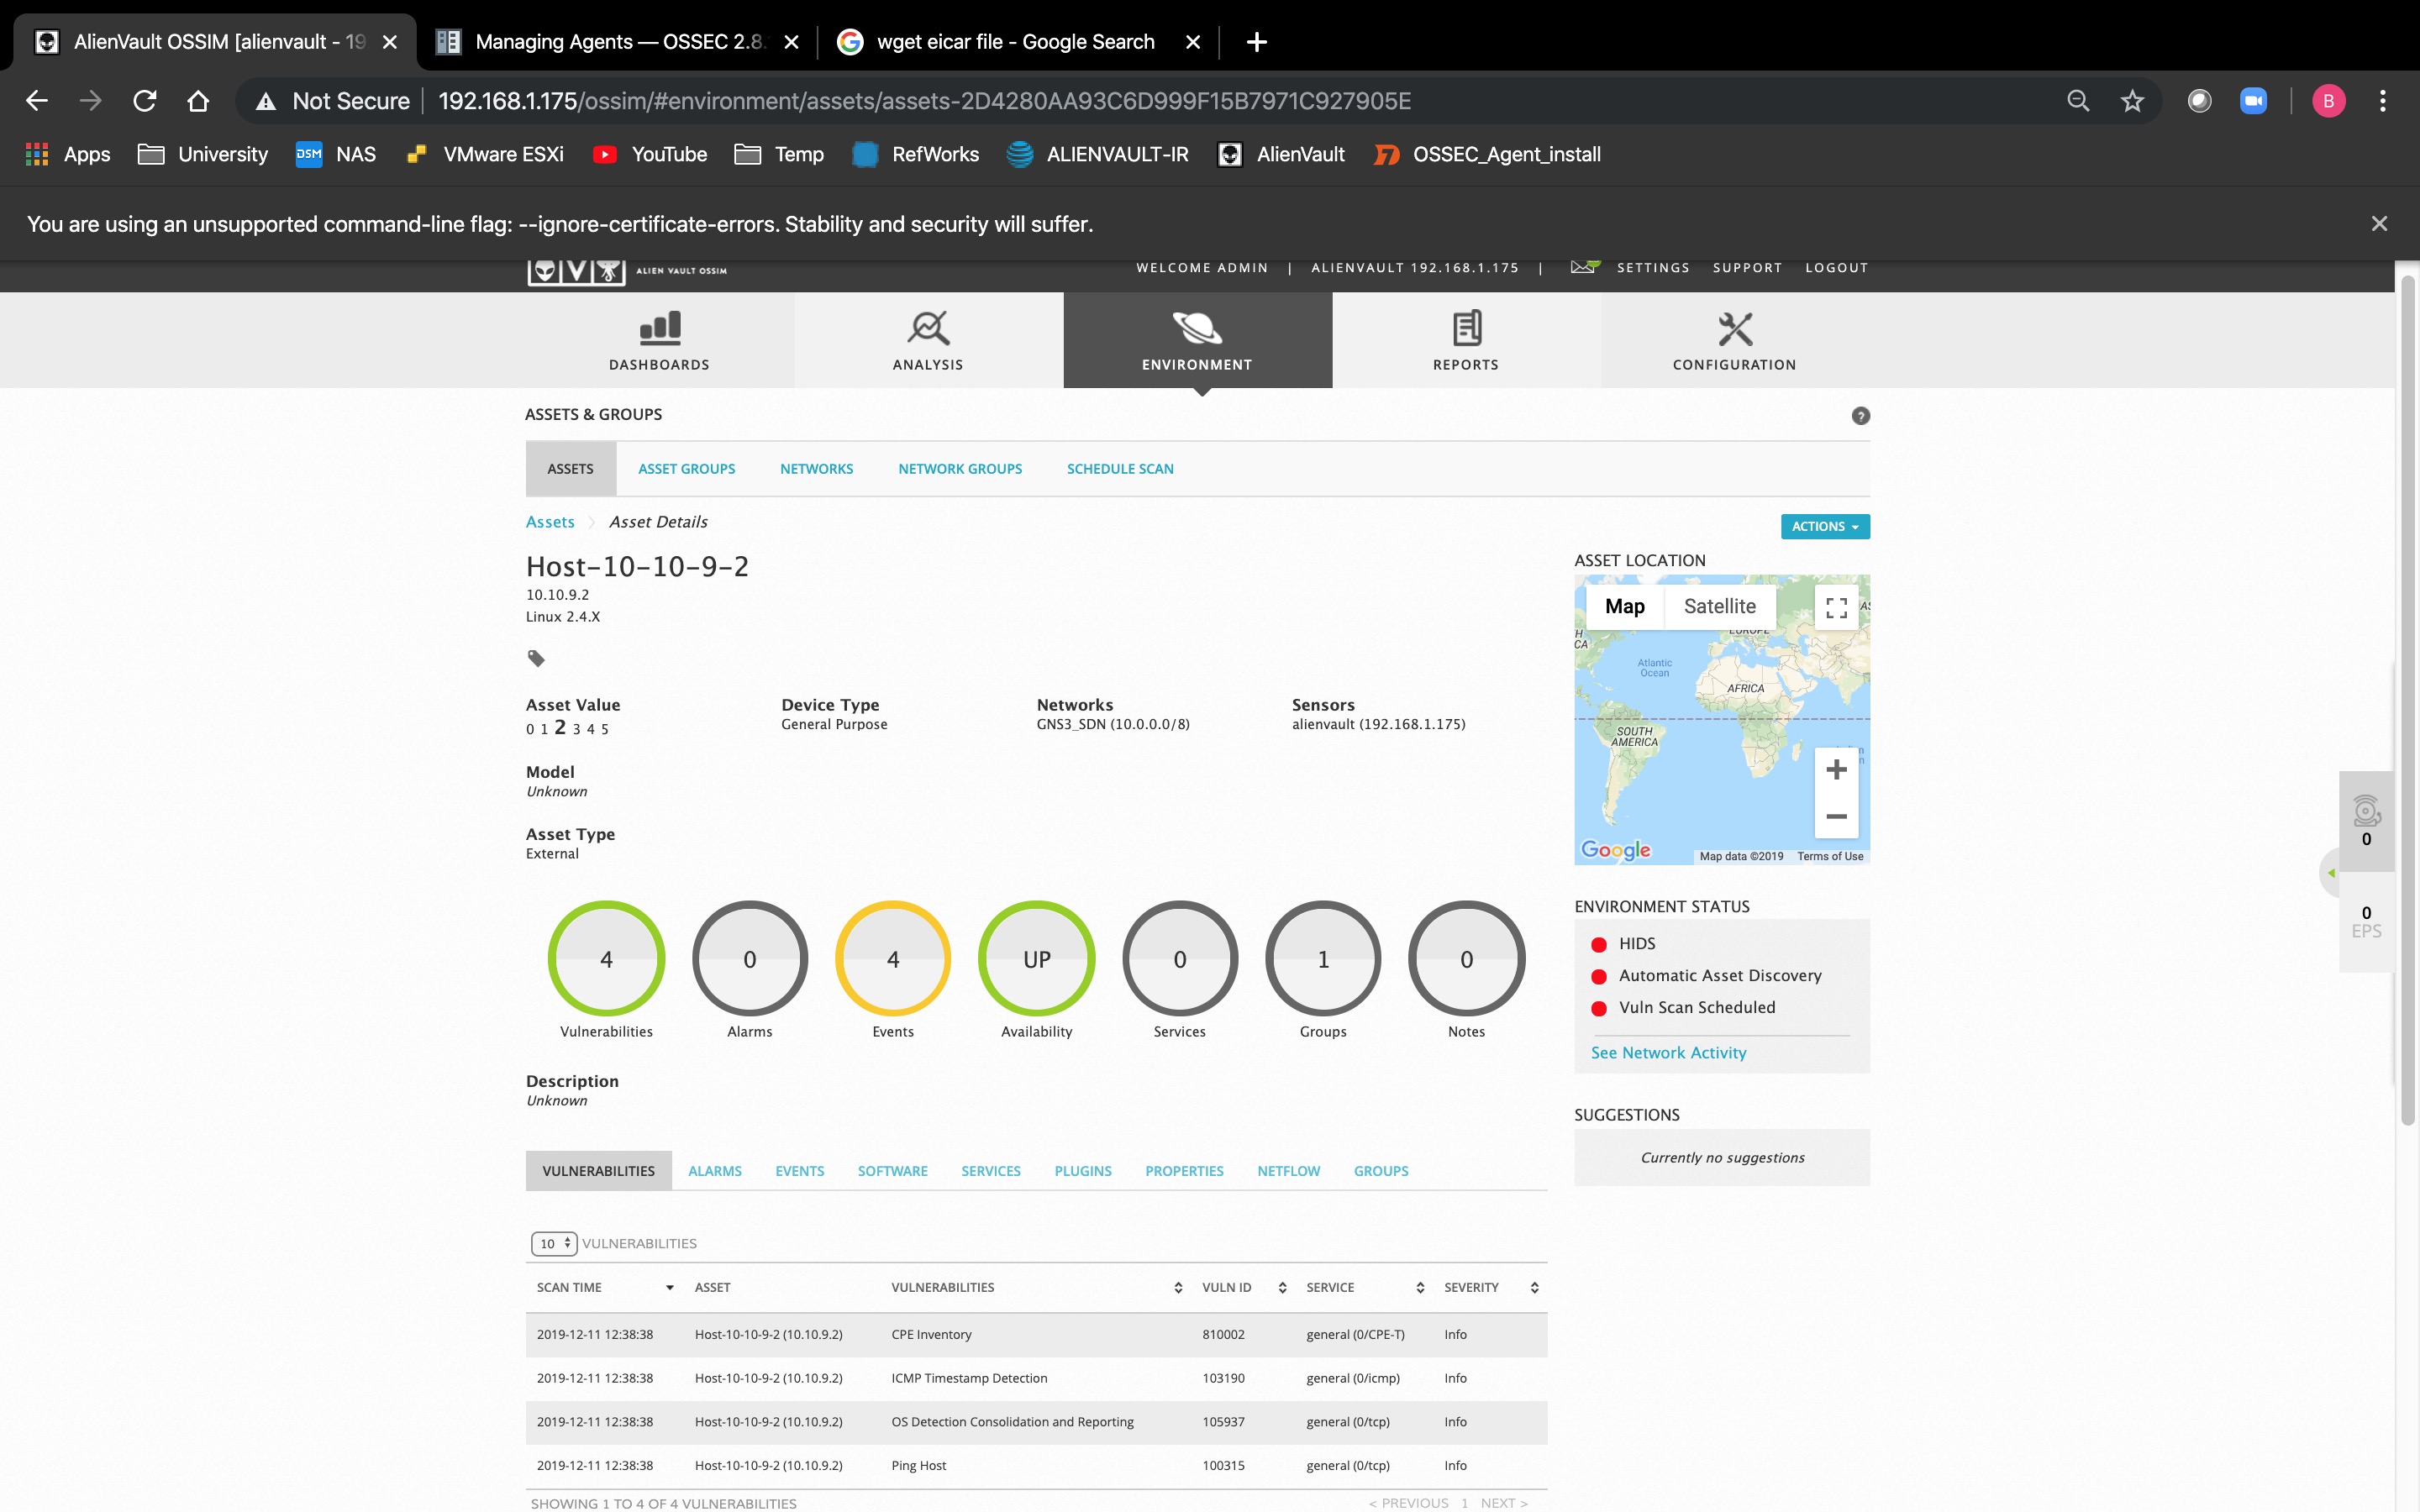 AlienVault OSSIM [alienvault - 19
Managing Agents — OSSEC 2.8.
wget eicar file - Google Search
Not Secure
192.168.1.175/ossim/#environment/assets/assets-2D4280AA93C6D999F15B7971C927905E
B
Apps
University
DSM
NAS
VMware ESXi
YouTube
Temp
RefWorks
ALIENVAULT-IR
AlienVault
OSSEC_Agent_install
You are using an unsupported command-line flag: --ignore-certificate-errors. Stability and security will suffer.
ALIEN VAULT OSSIM
WELCOME ADMIN | ALIENVAULT 192.168.1.175 |
SETTINGS
SUPPORT
LOGOUT
DASHBOARDS
ANALYSIS
ENVIRONMENT
REPORTS
CONFIGURATION
ASSETS & GROUPS
?
ASSETS
ASSET GROUPS
NETWORKS
NETWORK GROUPS
SCHEDULE SCAN
Assets
Asset Details
ACTIONS
Host-10-10-9-2
10.10.9.2
Linux 2.4.X
Asset Value
0 1 2 3 4 5
Device Type
General Purpose
Networks
GNS3_SDN (10.0.0.0/8)
Sensors
alienvault (192.168.1.175)
Model
Unknown
Asset Type
External
4
Vulnerabilities
0
Alarms
4
Events
UP
Availability
0
Services
1
Groups
0
Notes
Description
Unknown
ASSET LOCATION
Map
Satellite
EUROPE
Atlantic
Ocean
AFRICA
SOUTH
AMERICA
Google
Map data ©2019
Terms of Use
ENVIRONMENT STATUS
HIDS
Automatic Asset Discovery
Vuln Scan Scheduled
See Network Activity
SUGGESTIONS
Currently no suggestions
0
0
EPS
VULNERABILITIES
ALARMS
EVENTS
SOFTWARE
SERVICES
PLUGINS
PROPERTIES
NETFLOW
GROUPS
10
VULNERABILITIES
SCAN TIME ASSET VULNERABILITIES VULN ID SERVICE SEVERITY
2019-12-11 12:38:38 Host-10-10-9-2 (10.10.9.2) CPE Inventory 810002 general (0/CPE-T) Info
2019-12-11 12:38:38 Host-10-10-9-2 (10.10.9.2) ICMP Timestamp Detection 103190 general (0/icmp) Info
2019-12-11 12:38:38 Host-10-10-9-2 (10.10.9.2) OS Detection Consolidation and Reporting 105937 general (0/tcp) Info
2019-12-11 12:38:38 Host-10-10-9-2 (10.10.9.2) Ping Host 100315 general (0/tcp) Info
SHOWING 1 TO 4 OF 4 VULNERABILITIES
< PREVIOUS 1 NEXT >